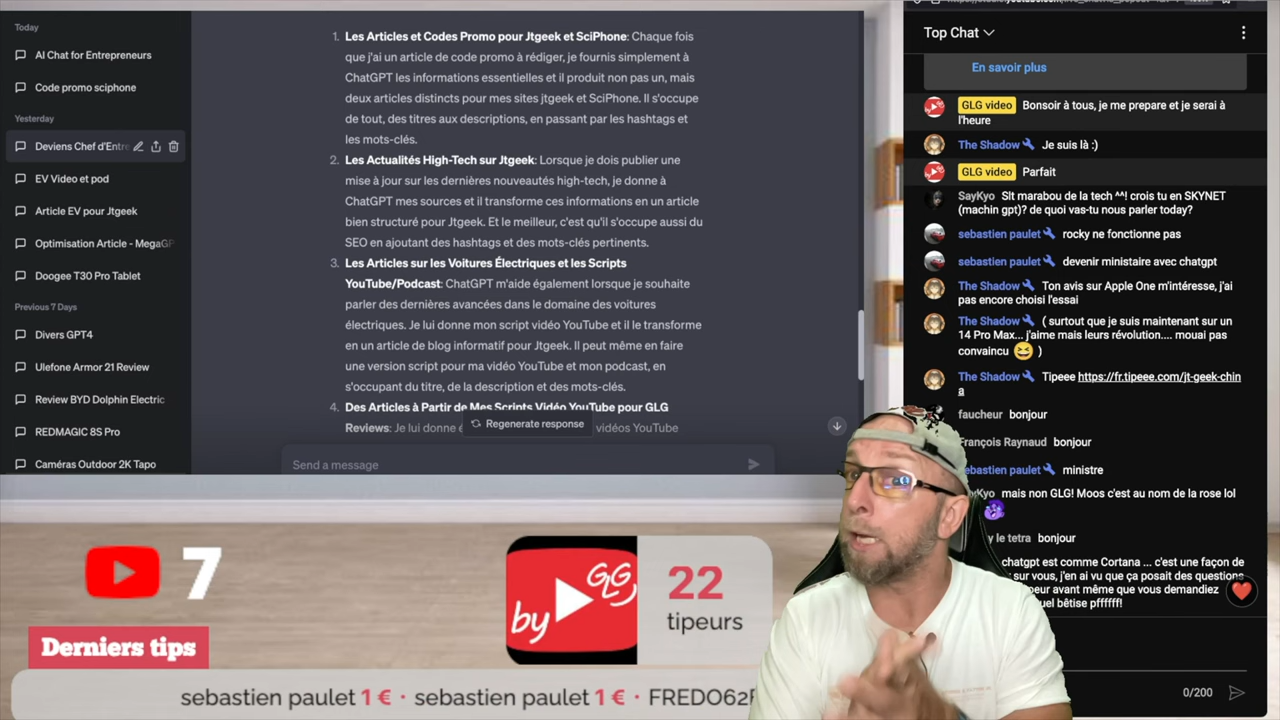 Today
AI Chat for Entrepreneurs
Code promo sciphone
Yesterday
Deviens Chef d'Entre
EV Video et pod
Article EV pour Jtgeek
Optimisation Article - MegaGP
Doogee T30 Pro Tablet
Previous 7 Days
Divers GPT4
Ulefone Armor 21 Review
Review BYD Dolphin Electric
REDMAGIC 8S Pro
Caméras Outdoor 2K Tapo
1. Les Articles et Codes Promo pour Jtgeek et SciPhone: Chaque fois
que j'ai un article de code promo à rédiger, je fournis simplement à
ChatGPT les informations essentielles et il produit non pas un, mais
deux articles distincts pour mes sites jtgeek et SciPhone. Il s'occupe
de tout, des titres aux descriptions, en passant par les hashtags et
les mots-clés.
2. Les Actualités High-Tech sur Jtgeek: Lorsque je dois publier une
mise à jour sur les dernières nouveautés high-tech, je donne à
ChatGPT mes sources et il transforme ces informations en un article
bien structuré pour Jtgeek. Et le meilleur, c'est qu'il s'occupe aussi du
SEO en ajoutant des hashtags et des mots-clés pertinents.
3. Les Articles sur les Voitures Électriques et les Scripts
YouTube/Podcast: ChatGPT m'aide également lorsque je souhaite
parler des dernières avancées dans le domaine des voitures
électriques. Je lui donne mon script vidéo YouTube et il le transforme
en un article de blog informatif pour Jtgeek. Il peut même en faire
une version script pour ma vidéo YouTube et mon podcast, en
s'occupant du titre, de la description et des mots-clés.
4. Des Articles à Partir de Mes Scripts Vidéo YouTube pour GLG
Reviews: Je lui donne vidéos YouTube
Regenerate response
Send a message
Top Chat
En savoir plus
GLG video Bonsoir à tous, je me prepare et je serai à
l'heure
The Shadow Je suis là :)
GLG video Parfait
SayKyo Slt marabou de la tech ^^! crois tu en SKYNET
(machin gpt)? de quoi vas-tu nous parler today?
sebastien paulet rocky ne fonctionne pas
sebastien paulet devenir ministaire avec chatgpt
The Shadow Ton avis sur Apple One m'intéresse, j'ai
pas encore choisi l'essai
The Shadow ( surtout que je suis maintenant sur un
14 Pro Max... j'aime mais leurs révolution.... mouai pas
convaincu 😆 )
The Shadow Tipeee https://fr.tipeee.com/jt-geek-chin
a
faucheur bonjour
François Raynaud bonjour
sebastien paulet ministre
mais non GLG! Moos c'est au nom de la rose lol
le tetra bonjour
chatgpt est comme Cortana ... c'est une façon de
sur vous, j'en ai vu que ça posait des questions
avant même que vous demandiez
bêtise pffffff!
0/200
7
by GLG
22
tipeurs
Derniers tips
sebastien paulet 1 € · sebastien paulet 1 € ·